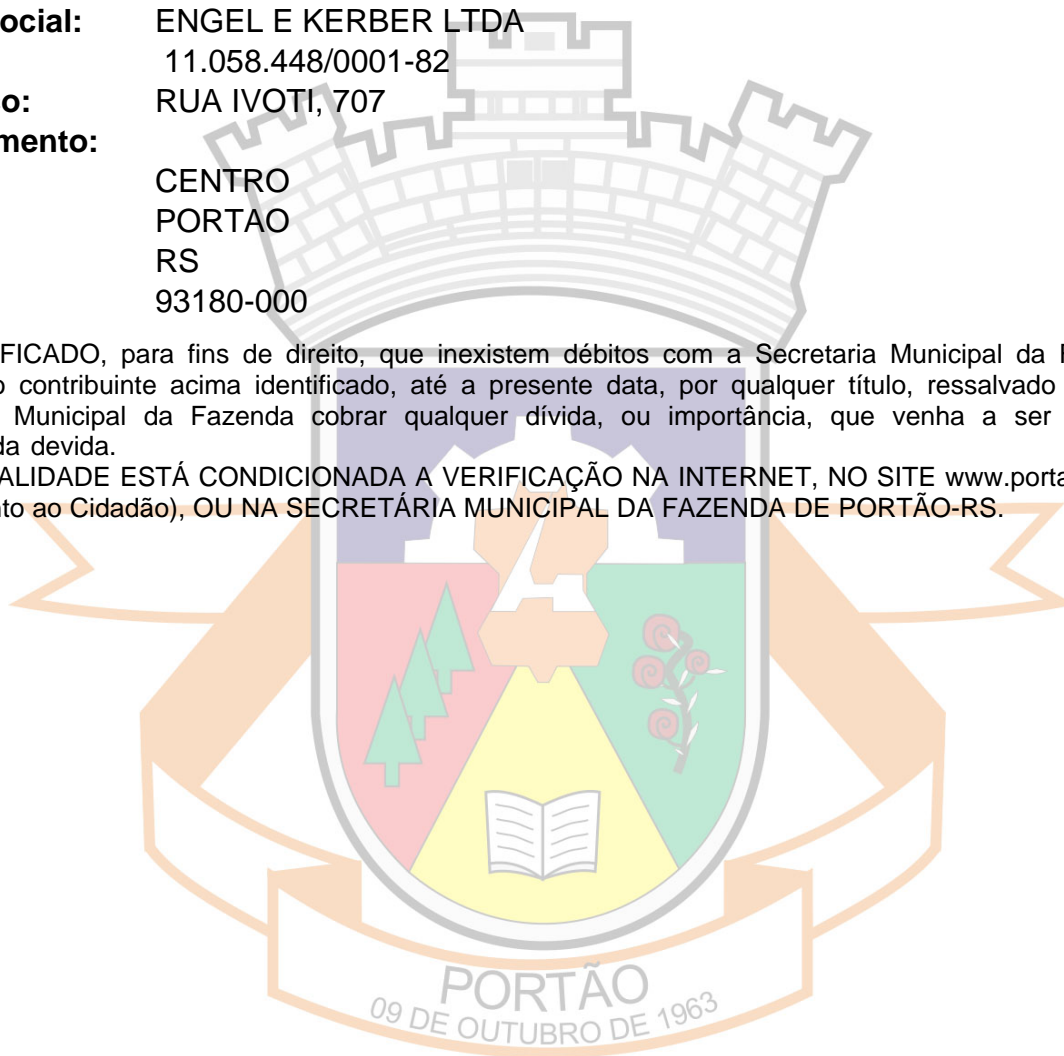 ocial: ENGEL E KERBER LTDA
11.058.448/0001-82
o: RUA IVOTI, 707
mento:
CENTRO
PORTAO
RS
93180-000
FICADO, para fins de direito, que inexistem débitos com a Secretaria Municipal da
o contribuinte acima identificado, até a presente data, por qualquer título, ressalvado
Municipal da Fazenda cobrar qualquer dívida, ou importância, que venha a ser
da devida.
ALIDADE ESTÁ CONDICIONADA A VERIFICAÇÃO NA INTERNET, NO SITE www.porta
nto ao Cidadão), OU NA SECRETÁRIA MUNICIPAL DA FAZENDA DE PORTÃO-RS.
PORTÃO
09 DE OUTUBRO DE 1963